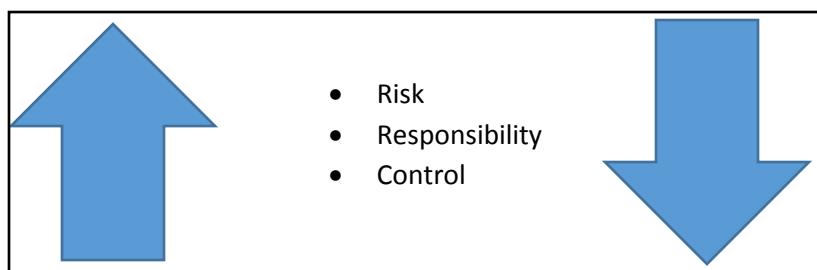 • Risk
• Responsibility
• Control